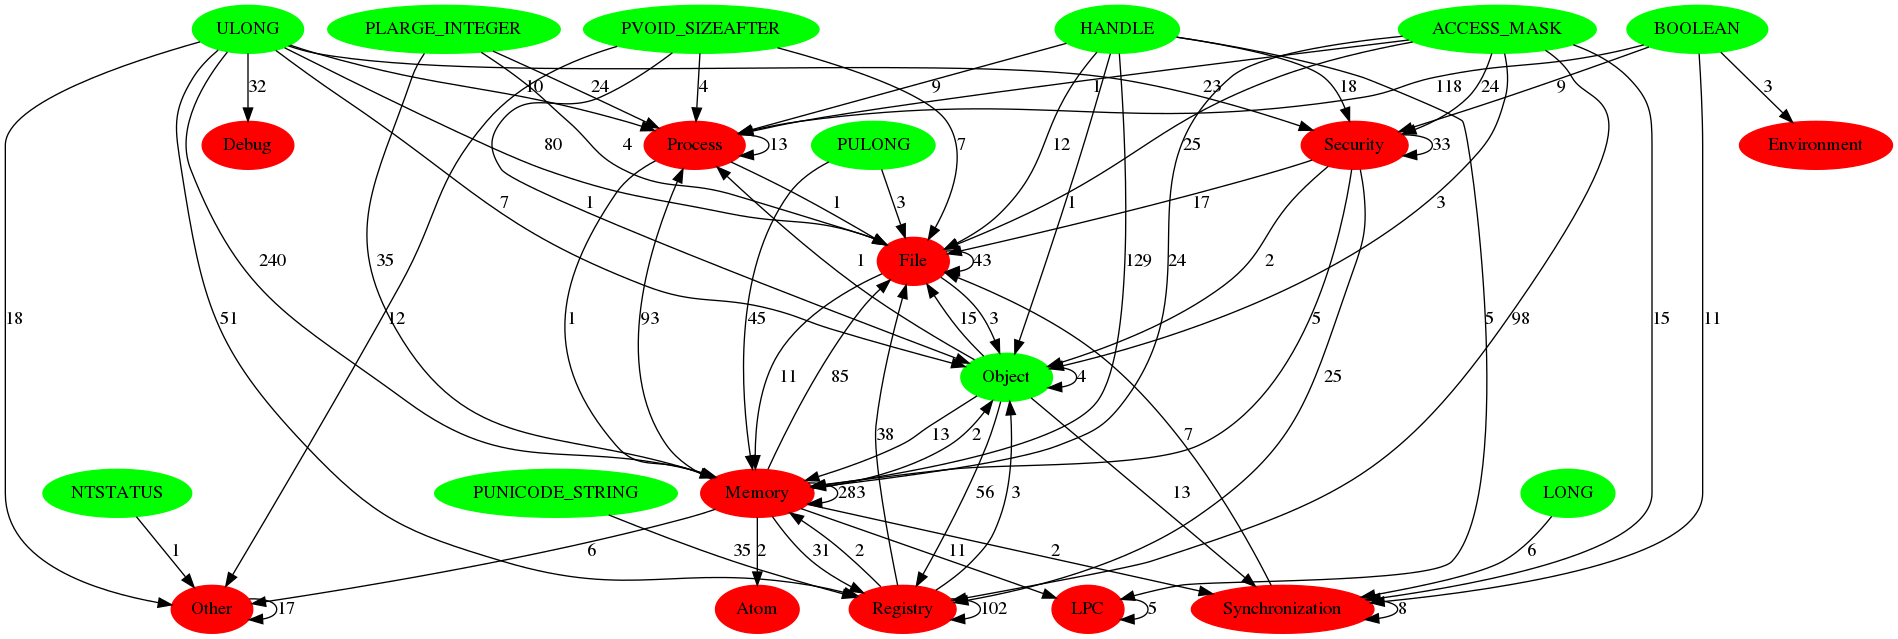 ULONG PLARGE_INTEGER PVOID_SIZEAFTER HANDLE ACCESS_MASK BOOLEAN
32 10 24 4 9 1 23 18 118 24 9 3
Debug Process 13 PULONG Security 33 Environment
80 4 7 12 25
7 1 1 3 17 1 2 3
240 35 1 File 43 129 24
18 51 12 1 93 45 15 3 5 5 98 15 11
11 85 Object 4 25
38 13 2 7
NTSTATUS PUNICODE_STRING Memory 283 56 3 13 LONG
1 6 35 2 31 2 11 2 6
Other 17 Atom Registry 102 LPC 5 Synchronization 8